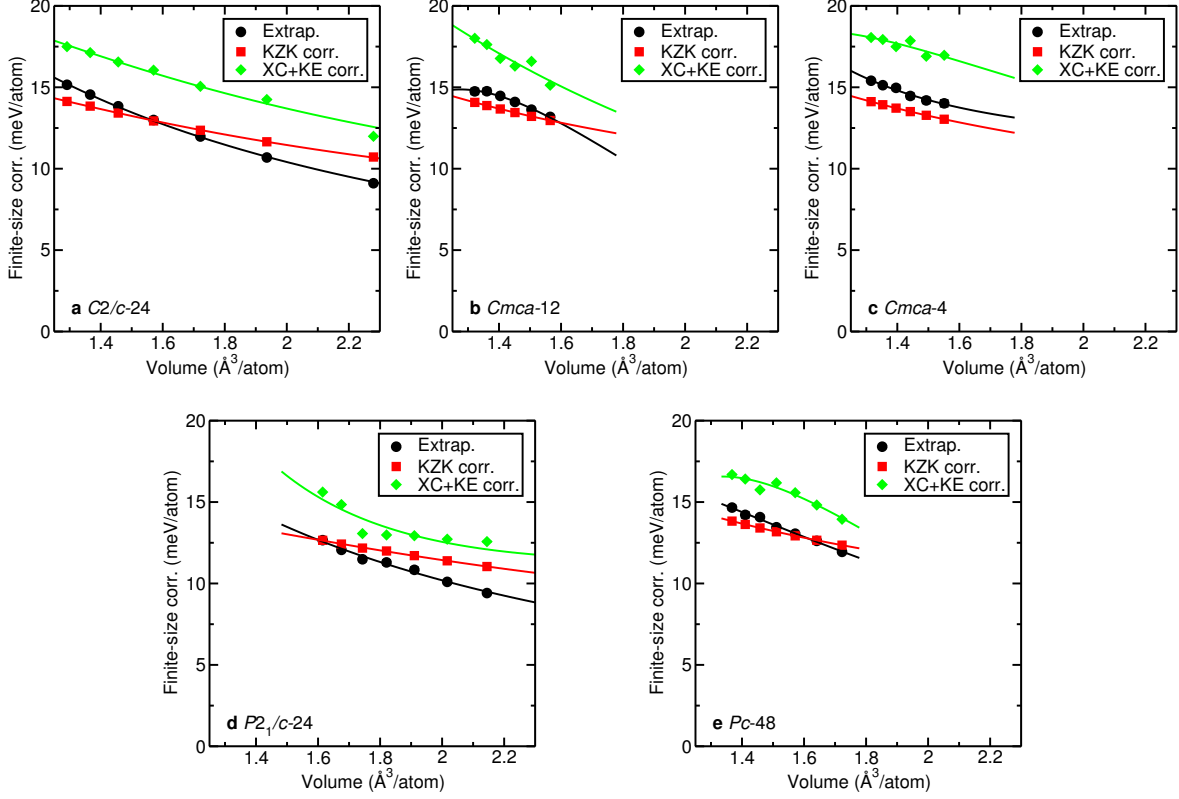 20
15
10
5
0
Finite-size corr. (meV/atom)
Extrap.
KZK corr.
XC+KE corr.
a C2/c-24
1.4 1.6 1.8 2 2.2
Volume (Å³/atom)
20
15
10
5
0
Finite-size corr. (meV/atom)
Extrap.
KZK corr.
XC+KE corr.
b Cmca-12
1.4 1.6 1.8 2 2.2
Volume (Å³/atom)
20
15
10
5
0
Finite-size corr. (meV/atom)
Extrap.
KZK corr.
XC+KE corr.
c Cmca-4
1.4 1.6 1.8 2 2.2
Volume (Å³/atom)
20
15
10
5
0
Finite-size corr. (meV/atom)
Extrap.
KZK corr.
XC+KE corr.
d P2₁/c-24
1.4 1.6 1.8 2 2.2
Volume (Å³/atom)
20
15
10
5
0
Finite-size corr. (meV/atom)
Extrap.
KZK corr.
XC+KE corr.
e Pc-48
1.4 1.6 1.8 2 2.2
Volume (Å³/atom)